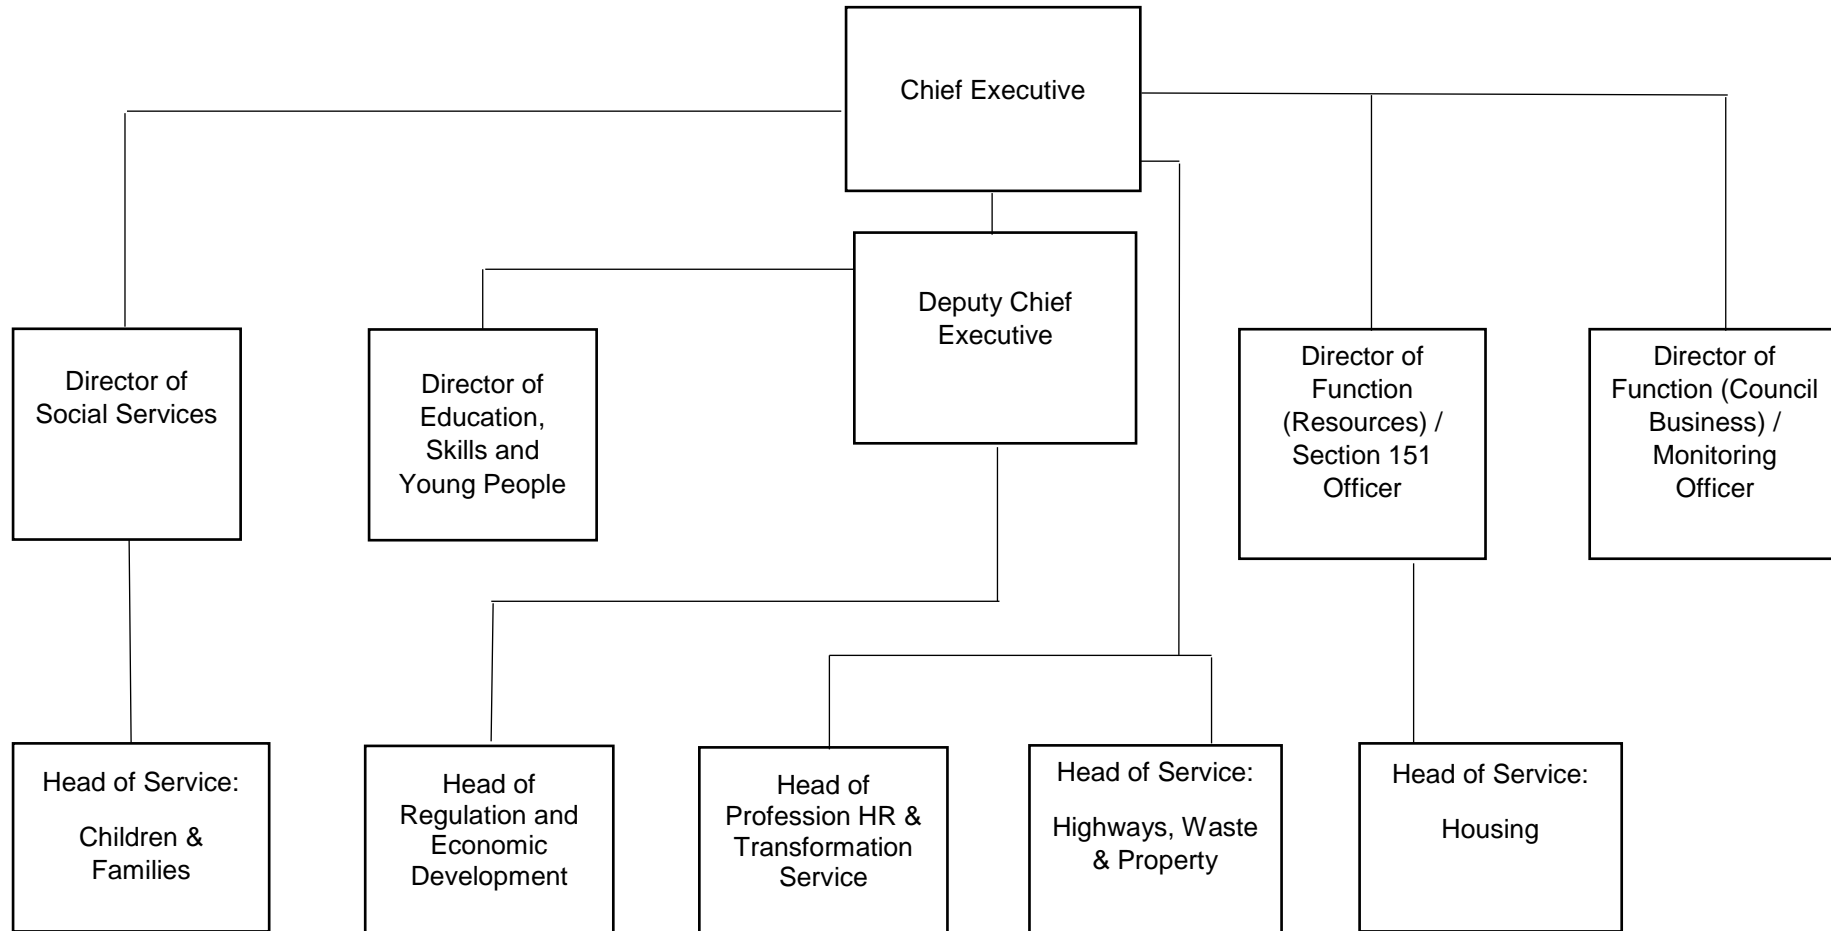 Chief Executive
Deputy Chief
Executive
Director of
Social Services
Director of
Education,
Skills and
Young People
Director of
Function
(Resources) /
Section 151
Officer
Director of
Function (Council
Business) /
Monitoring
Officer
Head of Service:
Children &
Families
Head of
Regulation and
Economic
Development
Head of
Profession HR &
Transformation
Service
Head of Service:
Highways, Waste
& Property
Head of Service:
Housing